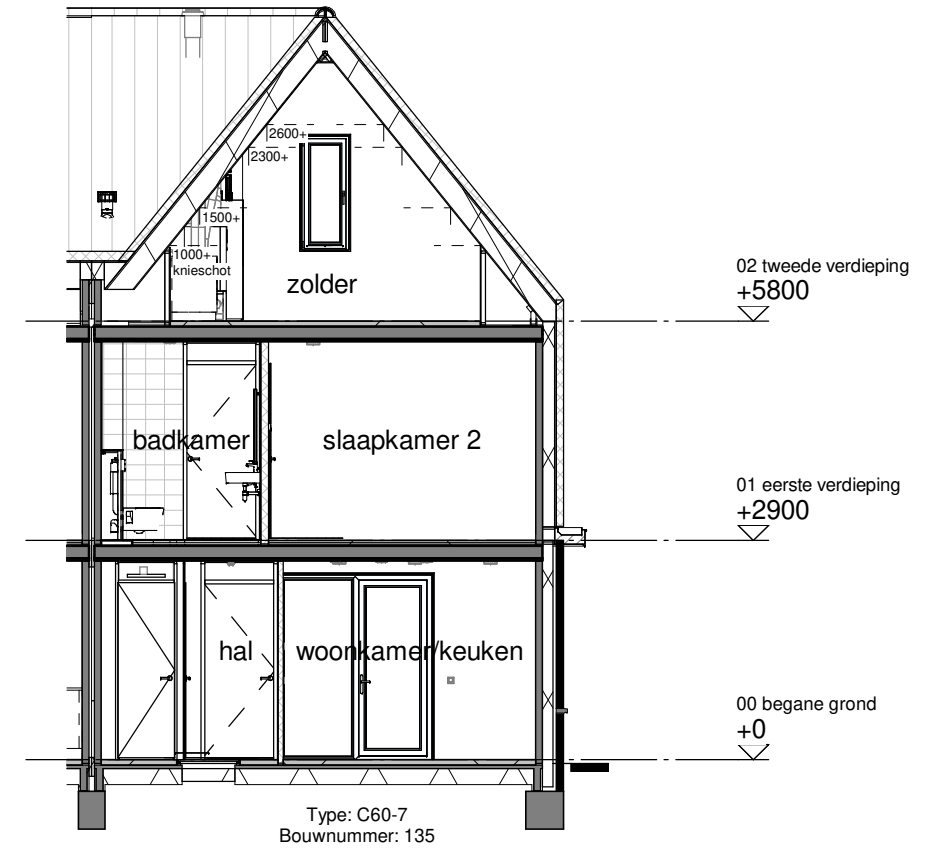 2600+
2300+
1500+
1000+
knieschot
zolder
02 tweede verdieping
+5800
badkamer
slaapkamer 2
01 eerste verdieping
+2900
hal
woonkamer/keuken
00 begane grond
+0
Type: C60-7
Bouwnummer: 135